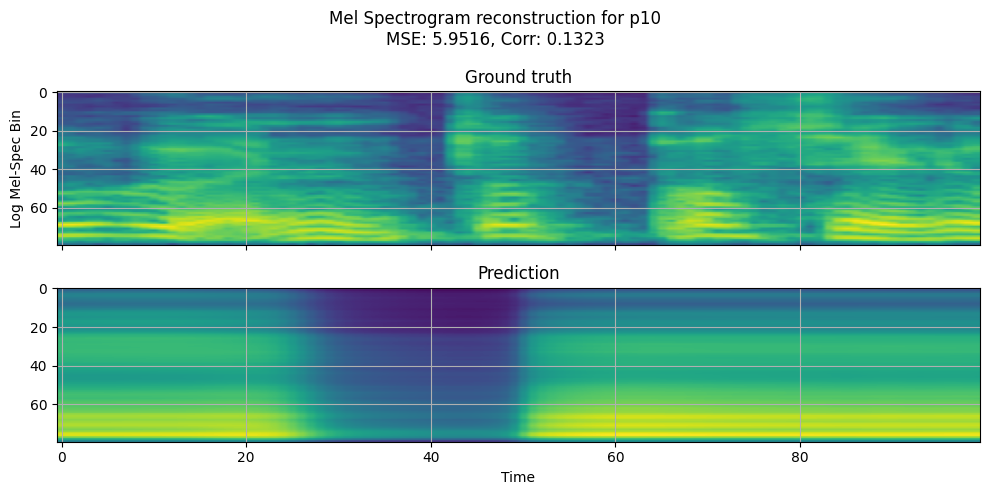 Mel Spectrogram reconstruction for p10
MSE: 5.9516, Corr: 0.1323
Ground truth
0
20
40
60
Log Mel-Spec Bin
Prediction
0
20
40
60
0 20 40 60 80
Time